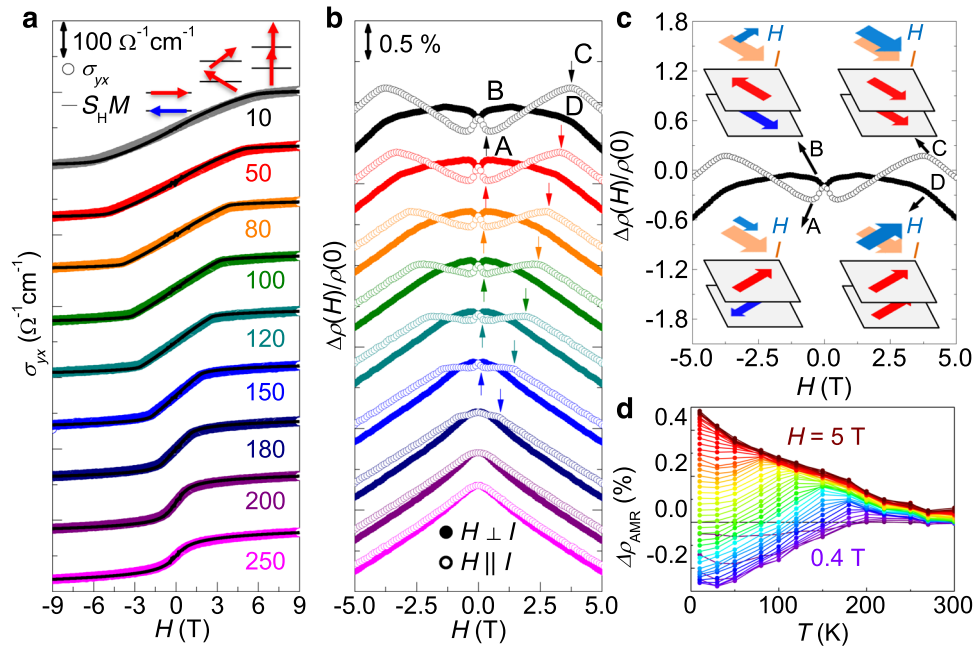 a
100 Ω⁻¹cm⁻¹
σyx
SHM
10
50
80
100
120
150
180
200
250
σyx (Ω⁻¹cm⁻¹)
-9 -6 -3 0 3 6 9
H (T)
b
0.5 %
C
B
D
A
H ⊥ I
H || I
Δρ(H)/ρ(0)
-5.0 -2.5 0.0 2.5 5.0
H (T)
c
1.8
1.2
0.6
0.0
-0.6
-1.2
-1.8
Δρ(H)/ρ(0)
H
I
H
I
B
C
D
A
H
I
H
I
-5.0 -2.5 0.0 2.5 5.0
H (T)
d
0.4
0.2
0.0
-0.2
ΔρAMR (%)
H = 5 T
0.4 T
0 100 200 300
T (K)